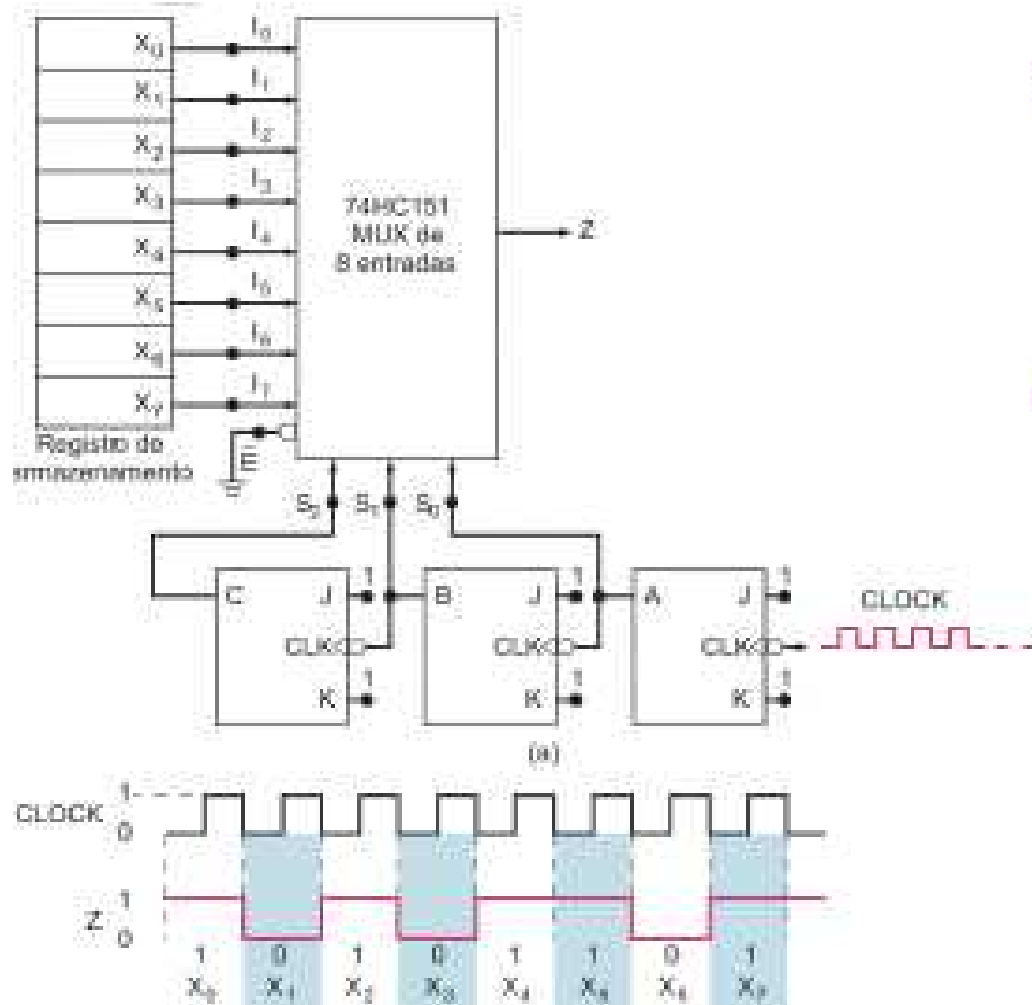 X0 I0
X1 I1
X2 I2
X3 I3
X4 I4
X5 I5
X6 I6
X7 I7
74HC151
MUX de
8 entradas
Z
Registro de
armazenamento
E
S2 S1 S0
C J 1 B J 1 A J 1
CLK CLK CLK
K 1 K 1 K 1
CLOCK
(a)
CLOCK 1
0
Z 1
0
1 0 1 0 1 1 0 1
X0 X1 X2 X3 X4 X5 X6 X7